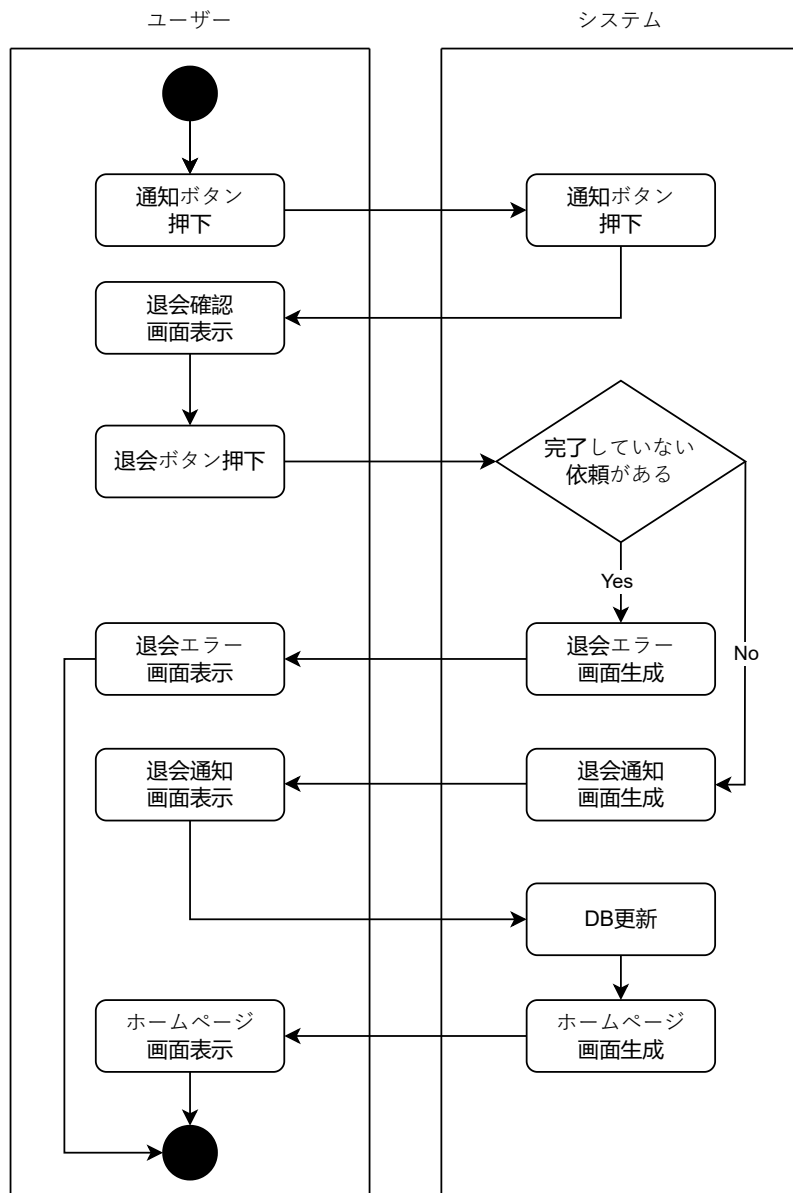 ユーザー
システム
通知ボタン
押下
通知ボタン
押下
退会確認
画面表示
退会ボタン押下
完了していない
依頼がある
Yes
No
退会エラー
画面表示
退会エラー
画面生成
退会通知
画面表示
退会通知
画面生成
DB更新
ホームページ
画面表示
ホームページ
画面生成